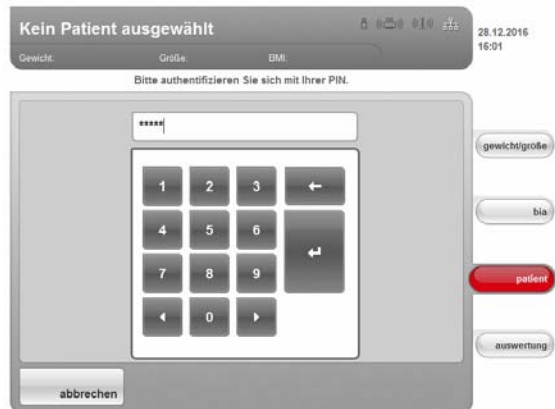 Kein Patient ausgewählt
28.12.2016
16:01
Gewicht: Größe: BMI:
Bitte authentifizieren Sie sich mit Ihrer PIN.
*****
1 2 3
4 5 6
7 8 9
0
gewicht/größe
bia
patient
auswertung
abbrechen